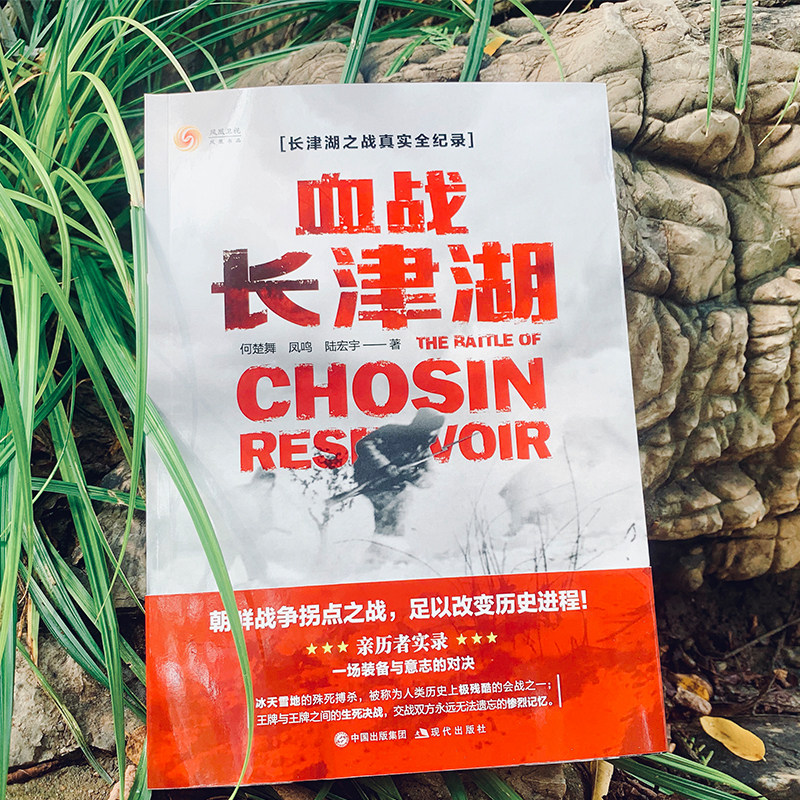 凤凰卫视
[长津湖之战真实全纪录]
血战
长津湖
何楚舞 凤鸣 陆宏宇——著 THE BATTLE OF
CHOSIN
RESERVOIR
朝鲜战争拐点之战，足以改变历史进程！
★★★ 亲历者实录 ★★★
一场装备与意志的对决
冰天雪地的殊死搏杀，被称为人类历史上极残酷的会战之一；
王牌与王牌之间的生死决战，交战双方永远无法遗忘的惨烈记忆。
中国出版集团 现代出版社